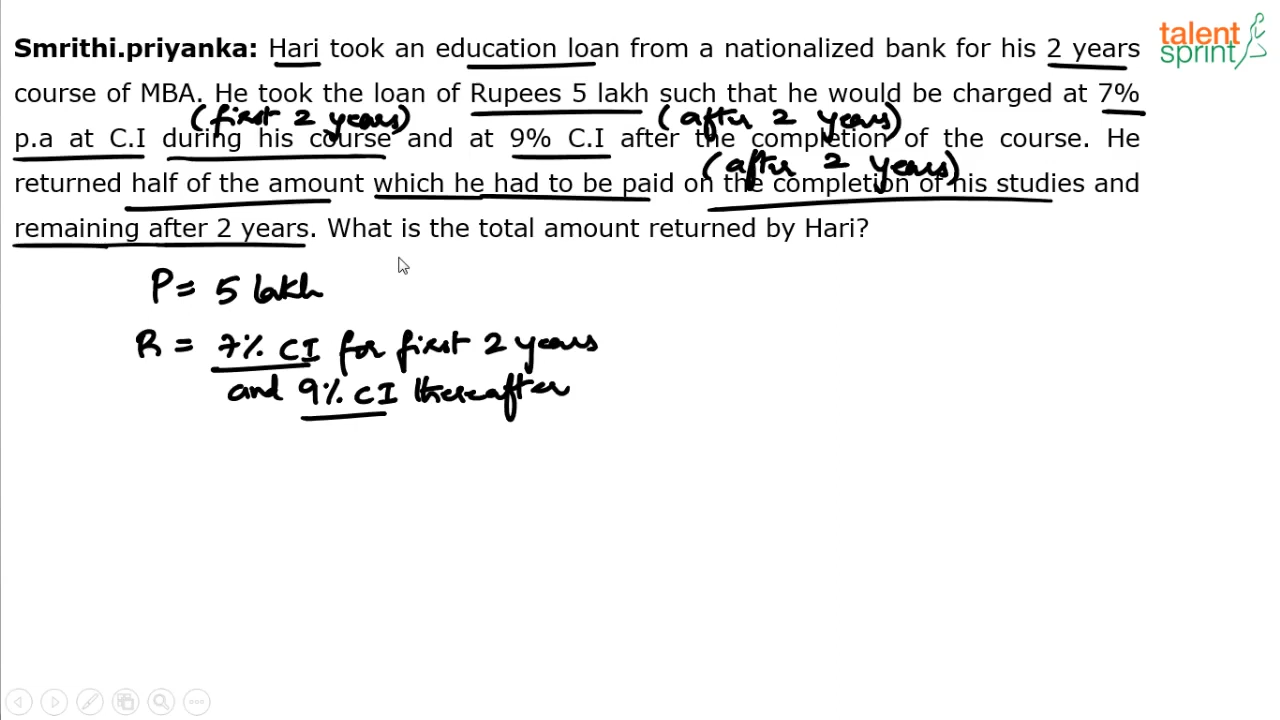 talent
sprint
Smrithi.priyanka: Hari took an education loan from a nationalized bank for his 2 years
course of MBA. He took the loan of Rupees 5 lakh such that he would be charged at 7%
(first 2 years) (after 2 years)
p.a at C.I during his course and at 9% C.I after the completion of the course. He
(after 2 years)
returned half of the amount which he had to be paid on the completion of his studies and
remaining after 2 years. What is the total amount returned by Hari?
P = 5 lakh
R = 7% CI for first 2 years
and 9% CI thereafter